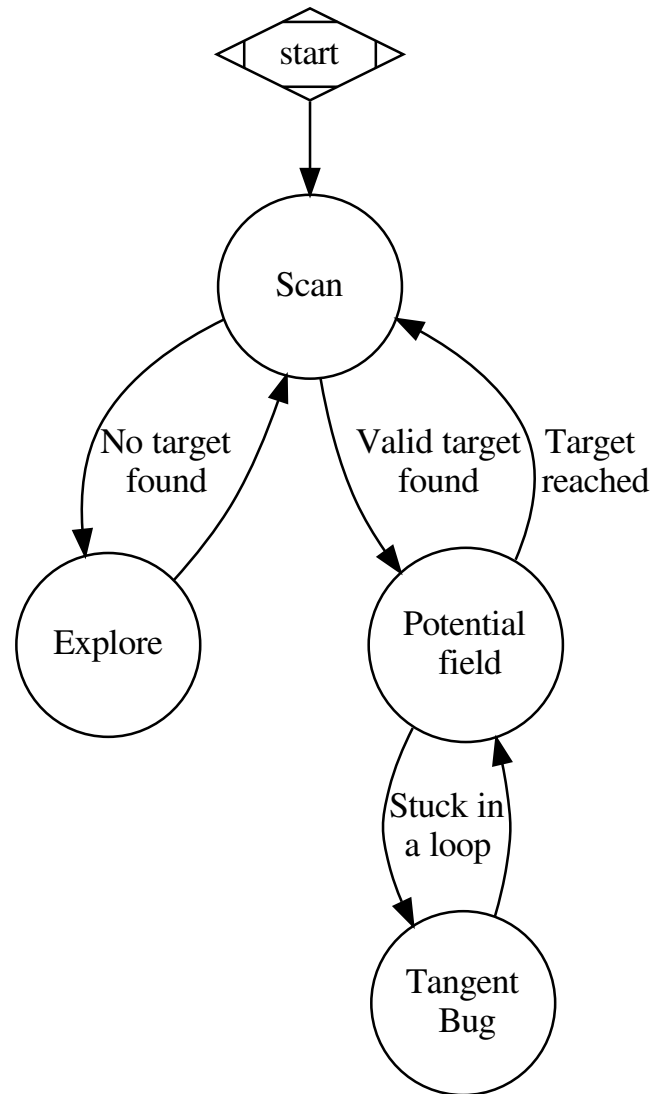 start
Scan
No target
found
Valid target
found
Target
reached
Explore
Potential
field
Stuck in
a loop
Tangent
Bug